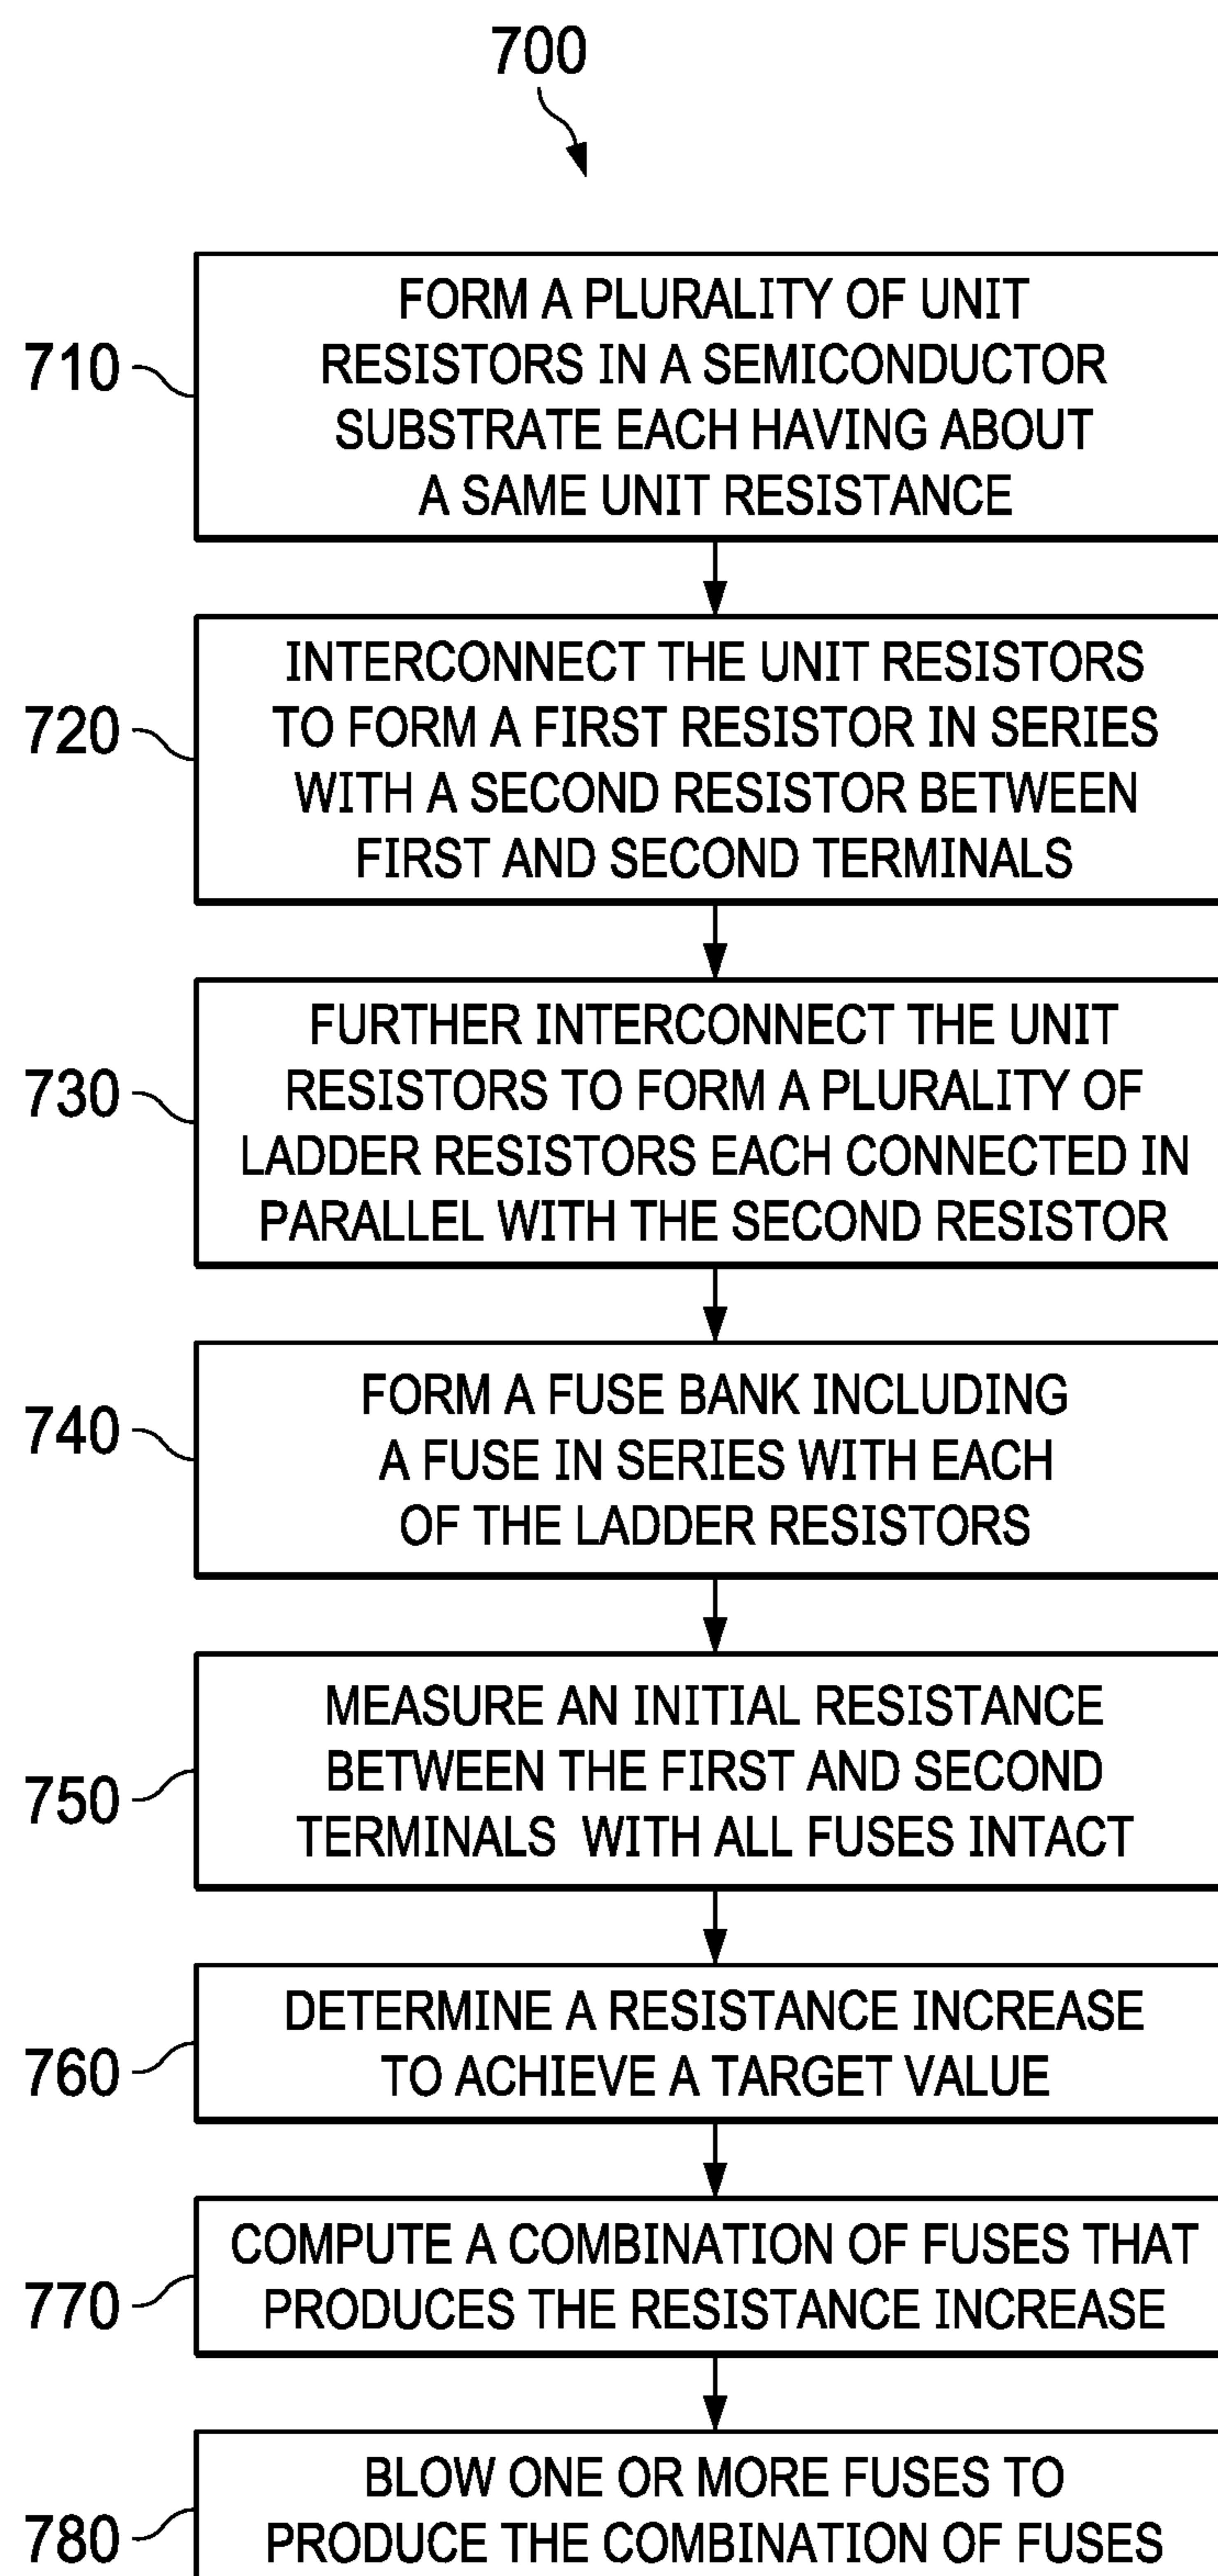 700
710
FORM A PLURALITY OF UNIT
RESISTORS IN A SEMICONDUCTOR
SUBSTRATE EACH HAVING ABOUT
A SAME UNIT RESISTANCE
720
INTERCONNECT THE UNIT RESISTORS
TO FORM A FIRST RESISTOR IN SERIES
WITH A SECOND RESISTOR BETWEEN
FIRST AND SECOND TERMINALS
730
FURTHER INTERCONNECT THE UNIT
RESISTORS TO FORM A PLURALITY OF
LADDER RESISTORS EACH CONNECTED IN
PARALLEL WITH THE SECOND RESISTOR
740
FORM A FUSE BANK INCLUDING
A FUSE IN SERIES WITH EACH
OF THE LADDER RESISTORS
750
MEASURE AN INITIAL RESISTANCE
BETWEEN THE FIRST AND SECOND
TERMINALS WITH ALL FUSES INTACT
760
DETERMINE A RESISTANCE INCREASE
TO ACHIEVE A TARGET VALUE
770
COMPUTE A COMBINATION OF FUSES THAT
PRODUCES THE RESISTANCE INCREASE
780
BLOW ONE OR MORE FUSES TO
PRODUCE THE COMBINATION OF FUSES